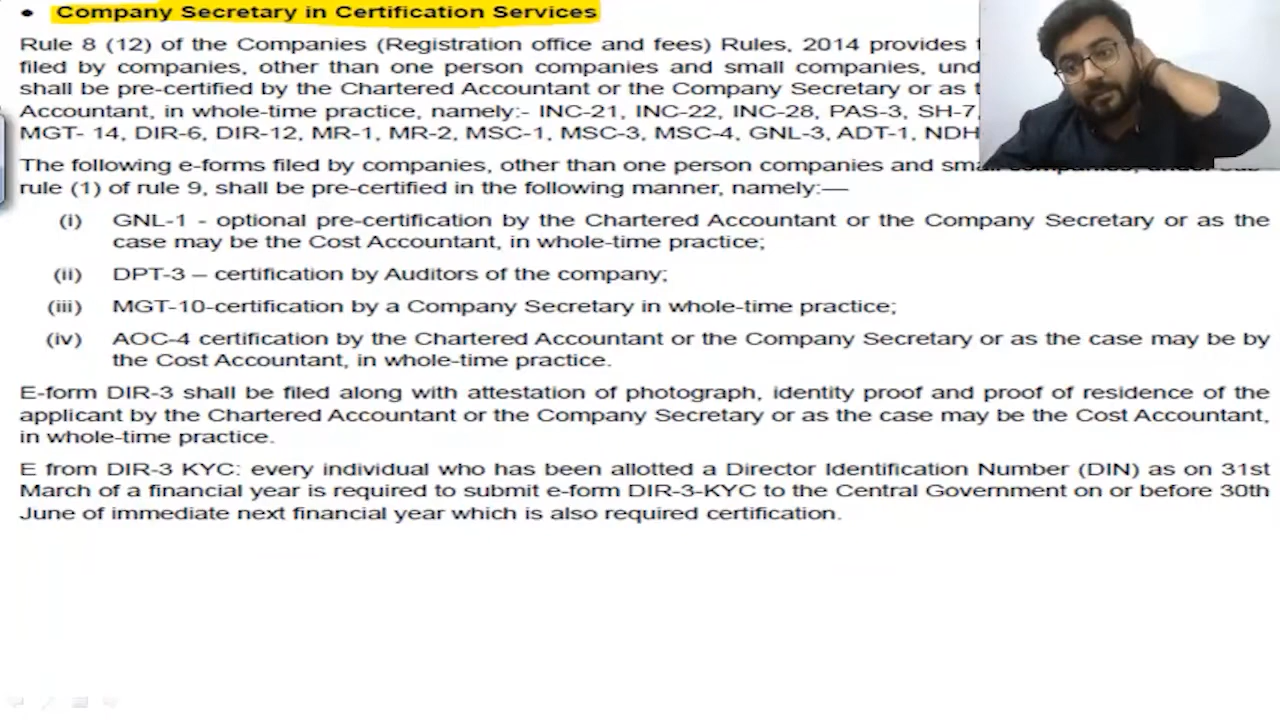 • Company Secretary in Certification Services
Rule 8 (12) of the Companies (Registration office and fees) Rules, 2014 provides
filed by companies, other than one person companies and small companies,
shall be pre-certified by the Chartered Accountant or the Company Secretary or as
Accountant, in whole-time practice, namely:- INC-21, INC-22, INC-28, PAS-3, SH-7,
MGT- 14, DIR-6, DIR-12, MR-1, MR-2, MSC-1, MSC-3, MSC-4, GNL-3, ADT-1, NDH
The following e-forms filed by companies, other than one person companies and
rule (1) of rule 9, shall be pre-certified in the following manner, namely:—
(i) GNL-1 - optional pre-certification by the Chartered Accountant or the Company Secretary or as the
case may be the Cost Accountant, in whole-time practice;
(ii) DPT-3 – certification by Auditors of the company;
(iii) MGT-10-certification by a Company Secretary in whole-time practice;
(iv) AOC-4 certification by the Chartered Accountant or the Company Secretary or as the case may be by
the Cost Accountant, in whole-time practice.
E-form DIR-3 shall be filed along with attestation of photograph, identity proof and proof of residence of the
applicant by the Chartered Accountant or the Company Secretary or as the case may be the Cost Accountant,
in whole-time practice.
E from DIR-3 KYC: every individual who has been allotted a Director Identification Number (DIN) as on 31st
March of a financial year is required to submit e-form DIR-3-KYC to the Central Government on or before 30th
June of immediate next financial year which is also required certification.